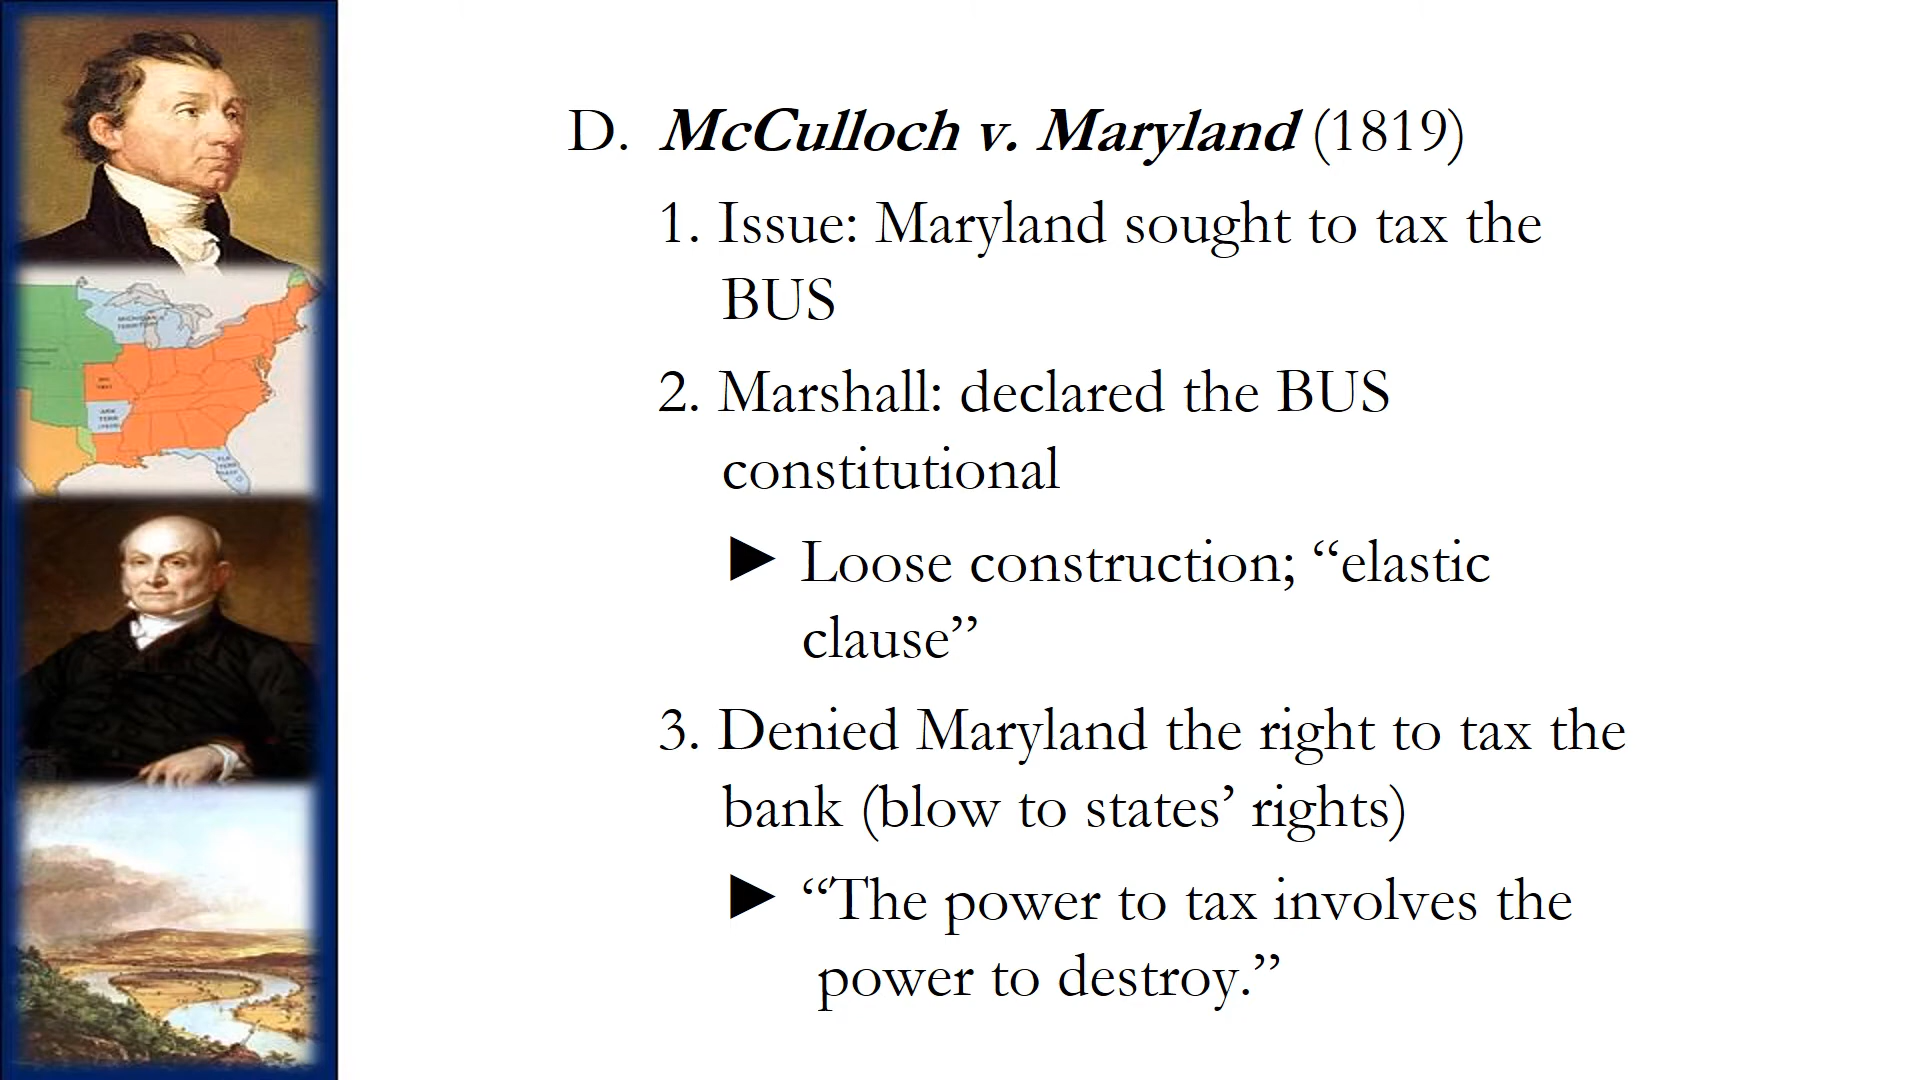 D. McCulloch v. Maryland (1819)
1. Issue: Maryland sought to tax the
BUS
2. Marshall: declared the BUS
constitutional
► Loose construction; “elastic
clause”
3. Denied Maryland the right to tax the
bank (blow to states’ rights)
► “The power to tax involves the
power to destroy.”
MICHIGAN
TERRITORY